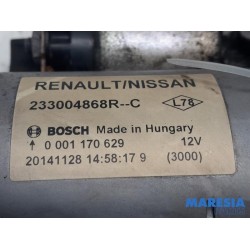 RENAULT/NISSAN
233004868R--C
L78
BOSCH Made in Hungary
0 001 170 629 12V
20141128 14:58:17 9 (3000)
MARESIA